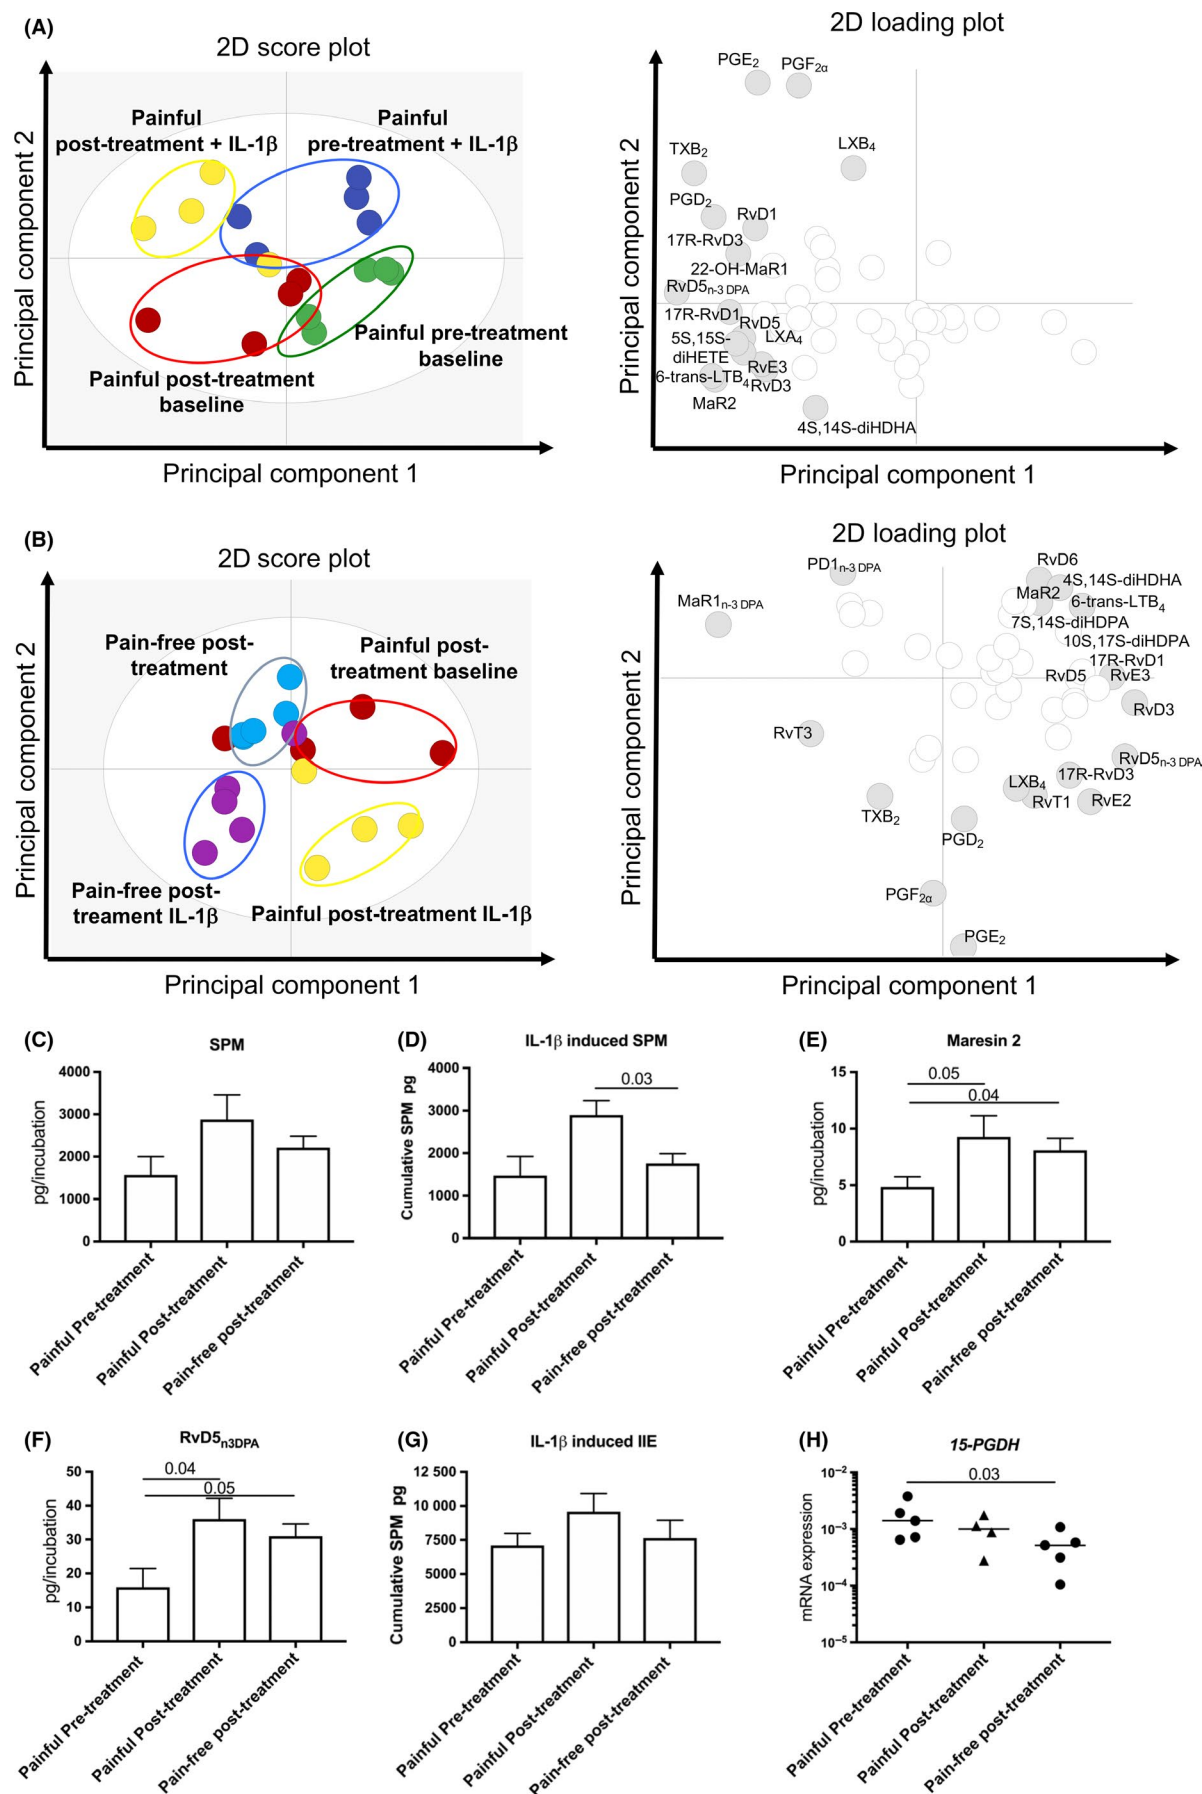 (A)
2D score plot
Painful
post-treatment + IL-1β
Painful
pre-treatment + IL-1β
Painful pre-treatment
baseline
Painful post-treatment
baseline
Principal component 2
Principal component 1
2D loading plot
PGE2
PGF2α
TXB2
LXB4
PGD2
RvD1
17R-RvD3
22-OH-MaR1
RvD5n-3 DPA
17R-RvD1
RvD5
5S,15S-
diHETE
LXA4
RvE3
6-trans-LTB4
RvD3
MaR2
4S,14S-diHDHA
Principal component 2
Principal component 1
(B)
2D score plot
Pain-free post-
treatment
Painful post-
treatment baseline
Pain-free post-
treament IL-1β
Painful post-treatment IL-1β
Principal component 2
Principal component 1
2D loading plot
PD1n-3 DPA
RvD6
4S,14S-diHDHA
MaR1n-3 DPA
MaR2
6-trans-LTB4
7S,14S-diHDPA
10S,17S-diHDPA
17R-RvD1
RvD5
RvE3
RvD3
RvT3
RvD5n-3 DPA
17R-RvD3
LXB4
RvT1
RvE2
TXB2
PGD2
PGF2α
PGE2
Principal component 2
Principal component 1
(C)
SPM
4000
3000
2000
1000
0
pg/incubation
Painful Pre-treatment
Painful Post-treatment
Pain-free post-treatment
(D)
IL-1β induced SPM
4000
3000
2000
1000
0
Cumulative SPM pg
0.03
Painful Pre-treatment
Painful Post-treatment
Pain-free post-treatment
(E)
Maresin 2
15
10
5
0
pg/incubation
0.05
0.04
Painful Pre-treatment
Painful Post-treatment
Pain-free post-treatment
(F)
RvD5n3DPA
50
40
30
20
10
0
pg/incubation
0.04
0.05
Painful Pre-treatment
Painful Post-treatment
Pain-free post-treatment
(G)
IL-1β induced IIE
12 500
10 000
7500
5000
2500
0
Cumulative SPM pg
Painful Pre-treatment
Painful Post-treatment
Pain-free post-treatment
(H)
15-PGDH
10−2
10−3
10−4
10−5
mRNA expression
0.03
Painful Pre-treatment
Painful Post-treatment
Pain-free post-treatment